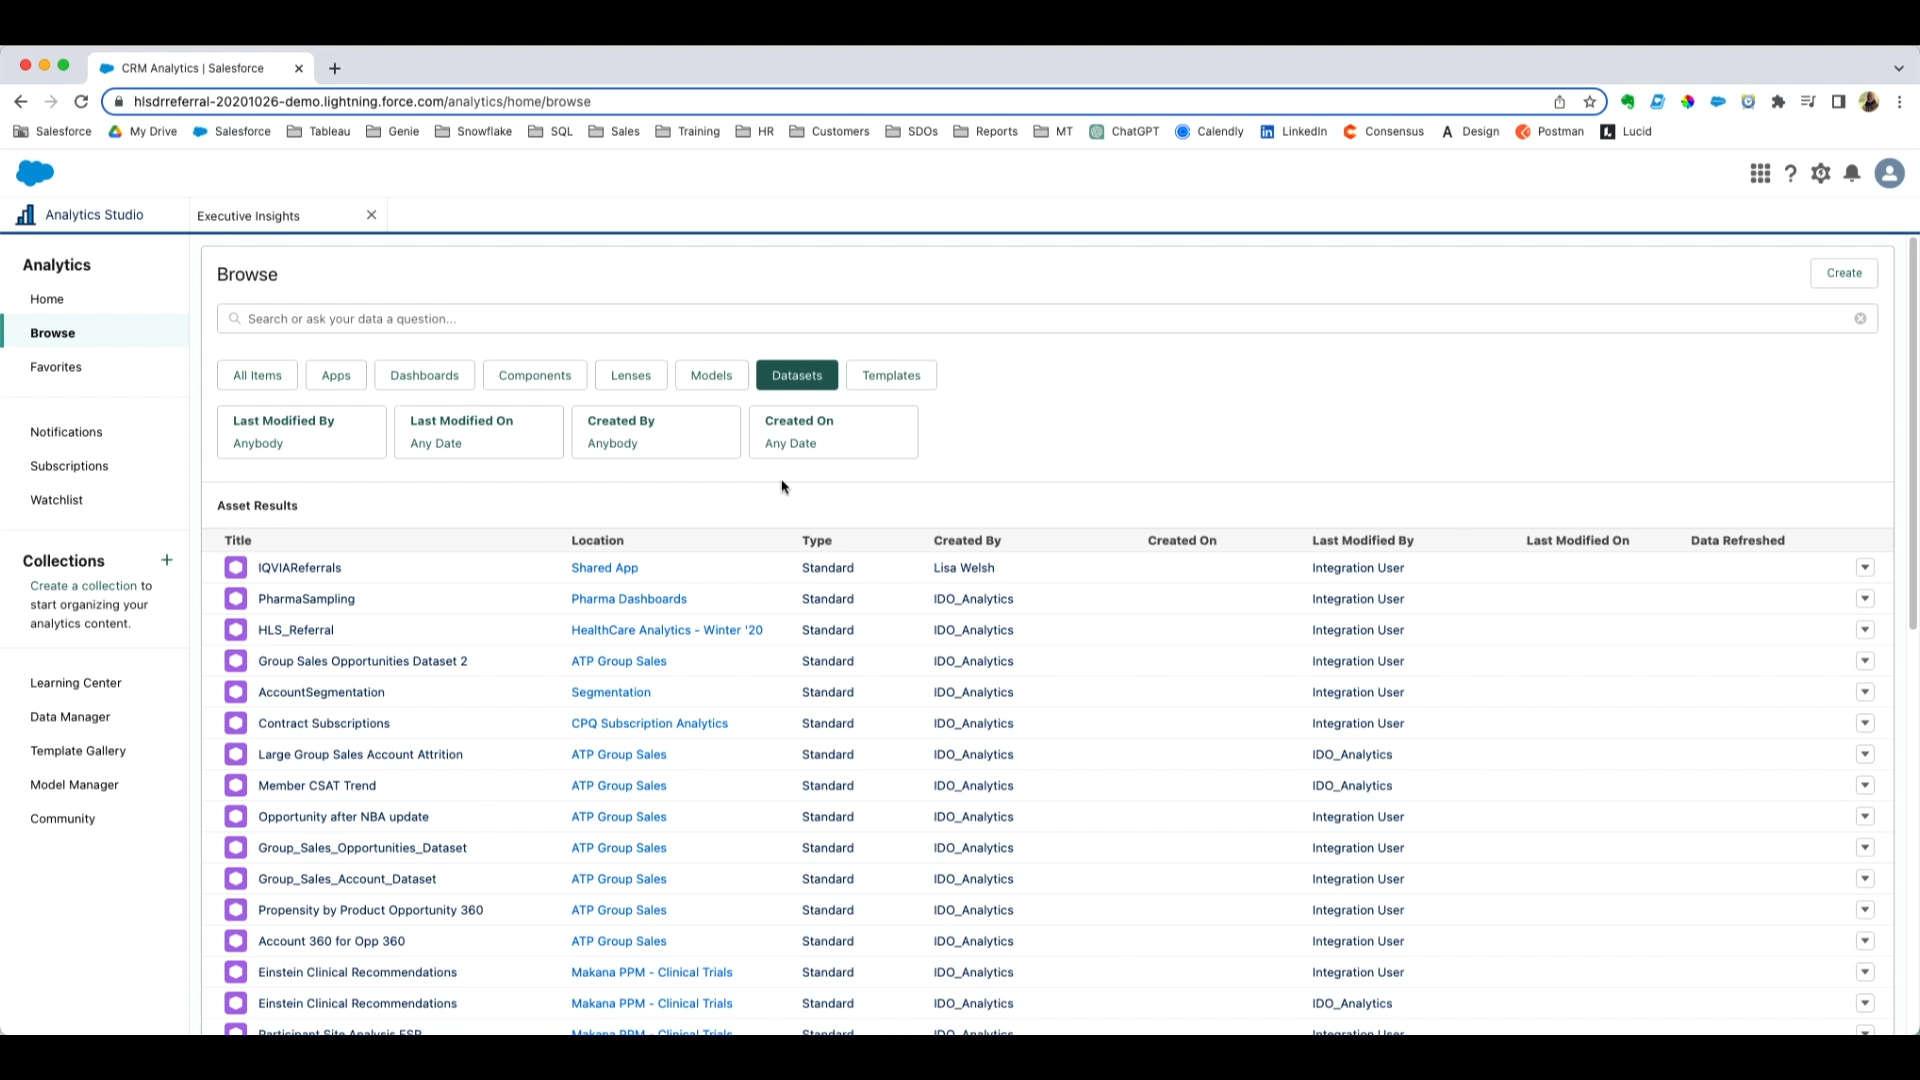 CRM Analytics | Salesforce
hlsdrreferral-20201026-demo.lightning.force.com/analytics/home/browse
Salesforce My Drive Salesforce Tableau Genie Snowflake SQL Sales Training HR Customers SDOs Reports MT ChatGPT Calendly LinkedIn Consensus Design Postman Lucid
Analytics Studio Executive Insights
Analytics
Home
Browse
Favorites
Notifications
Subscriptions
Watchlist
Collections
Create a collection to
start organizing your
analytics content.
Learning Center
Data Manager
Template Gallery
Model Manager
Community
Browse
Create
Search or ask your data a question...
All Items Apps Dashboards Components Lenses Models Datasets Templates
Last Modified By Last Modified On Created By Created On
Anybody Any Date Anybody Any Date
Asset Results
Title Location Type Created By Created On Last Modified By Last Modified On Data Refreshed
IQVIAReferrals Shared App Standard Lisa Welsh Integration User
PharmaSampling Pharma Dashboards Standard IDO_Analytics Integration User
HLS_Referral HealthCare Analytics - Winter '20 Standard IDO_Analytics Integration User
Group Sales Opportunities Dataset 2 ATP Group Sales Standard IDO_Analytics Integration User
AccountSegmentation Segmentation Standard IDO_Analytics Integration User
Contract Subscriptions CPQ Subscription Analytics Standard IDO_Analytics Integration User
Large Group Sales Account Attrition ATP Group Sales Standard IDO_Analytics IDO_Analytics
Member CSAT Trend ATP Group Sales Standard IDO_Analytics IDO_Analytics
Opportunity after NBA update ATP Group Sales Standard IDO_Analytics Integration User
Group_Sales_Opportunities_Dataset ATP Group Sales Standard IDO_Analytics Integration User
Group_Sales_Account_Dataset ATP Group Sales Standard IDO_Analytics Integration User
Propensity by Product Opportunity 360 ATP Group Sales Standard IDO_Analytics Integration User
Account 360 for Opp 360 ATP Group Sales Standard IDO_Analytics Integration User
Einstein Clinical Recommendations Makana PPM - Clinical Trials Standard IDO_Analytics Integration User
Einstein Clinical Recommendations Makana PPM - Clinical Trials Standard IDO_Analytics IDO_Analytics
Participant Site Analysis ESP Makana PPM - Clinical Trials Standard IDO_Analytics Integration User